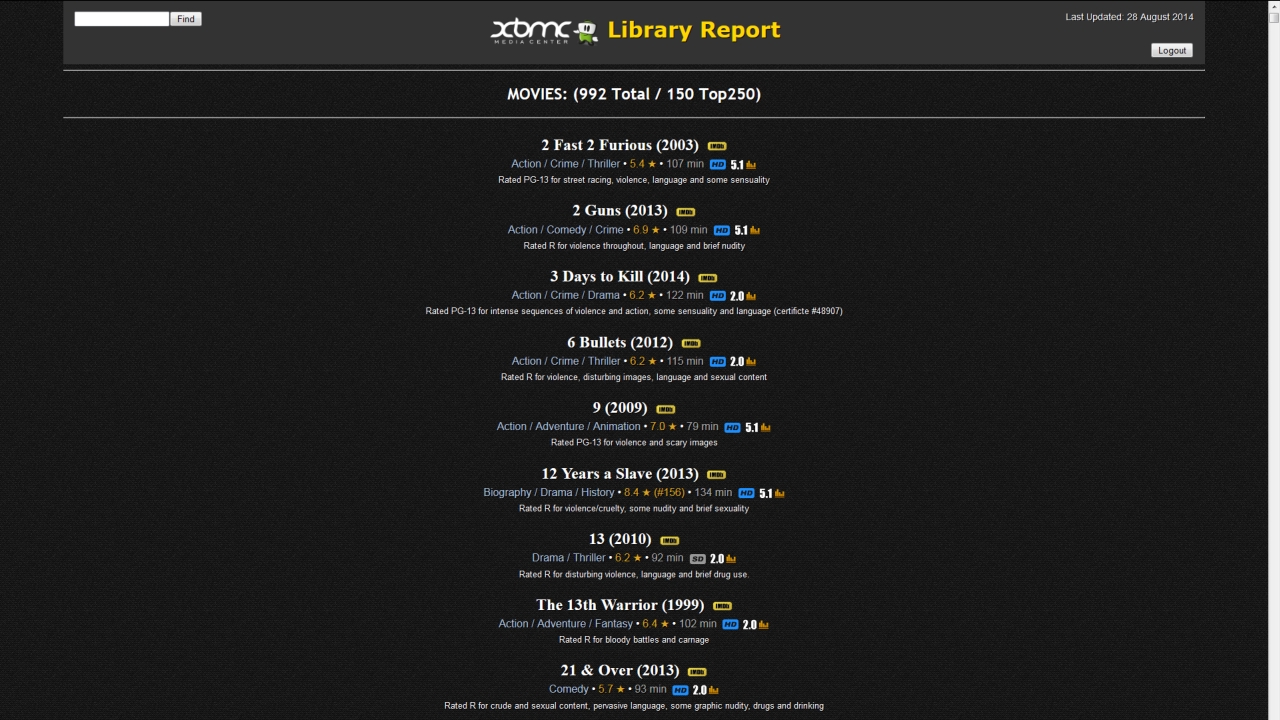 Find
xbmc
MEDIA CENTER
Library Report
Last Updated: 28 August 2014
Logout
MOVIES: (992 Total / 150 Top250)
2 Fast 2 Furious (2003) IMDb
Action / Crime / Thriller • 5.4 ★ • 107 min HD 5.1
Rated PG-13 for street racing, violence, language and some sensuality
2 Guns (2013) IMDb
Action / Comedy / Crime • 6.9 ★ • 109 min HD 5.1
Rated R for violence throughout, language and brief nudity
3 Days to Kill (2014) IMDb
Action / Crime / Drama • 6.2 ★ • 122 min HD 2.0
Rated PG-13 for intense sequences of violence and action, some sensuality and language (certificte #48907)
6 Bullets (2012) IMDb
Action / Crime / Thriller • 6.2 ★ • 115 min HD 2.0
Rated R for violence, disturbing images, language and sexual content
9 (2009) IMDb
Action / Adventure / Animation • 7.0 ★ • 79 min HD 5.1
Rated PG-13 for violence and scary images
12 Years a Slave (2013) IMDb
Biography / Drama / History • 8.4 ★ (#156) • 134 min HD 5.1
Rated R for violence/cruelty, some nudity and brief sexuality
13 (2010) IMDb
Drama / Thriller • 6.2 ★ • 92 min SD 2.0
Rated R for disturbing violence, language and brief drug use.
The 13th Warrior (1999) IMDb
Action / Adventure / Fantasy • 6.4 ★ • 102 min HD 2.0
Rated R for bloody battles and carnage
21 & Over (2013) IMDb
Comedy • 5.7 ★ • 93 min HD 2.0
Rated R for crude and sexual content, pervasive language, some graphic nudity, drugs and drinking